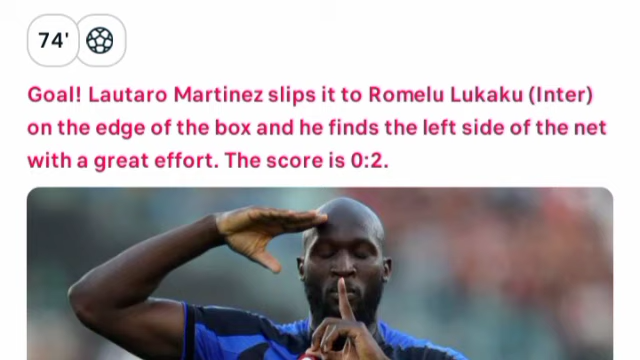 74'
Goal! Lautaro Martinez slips it to Romelu Lukaku (Inter)
on the edge of the box and he finds the left side of the net
with a great effort. The score is 0:2.